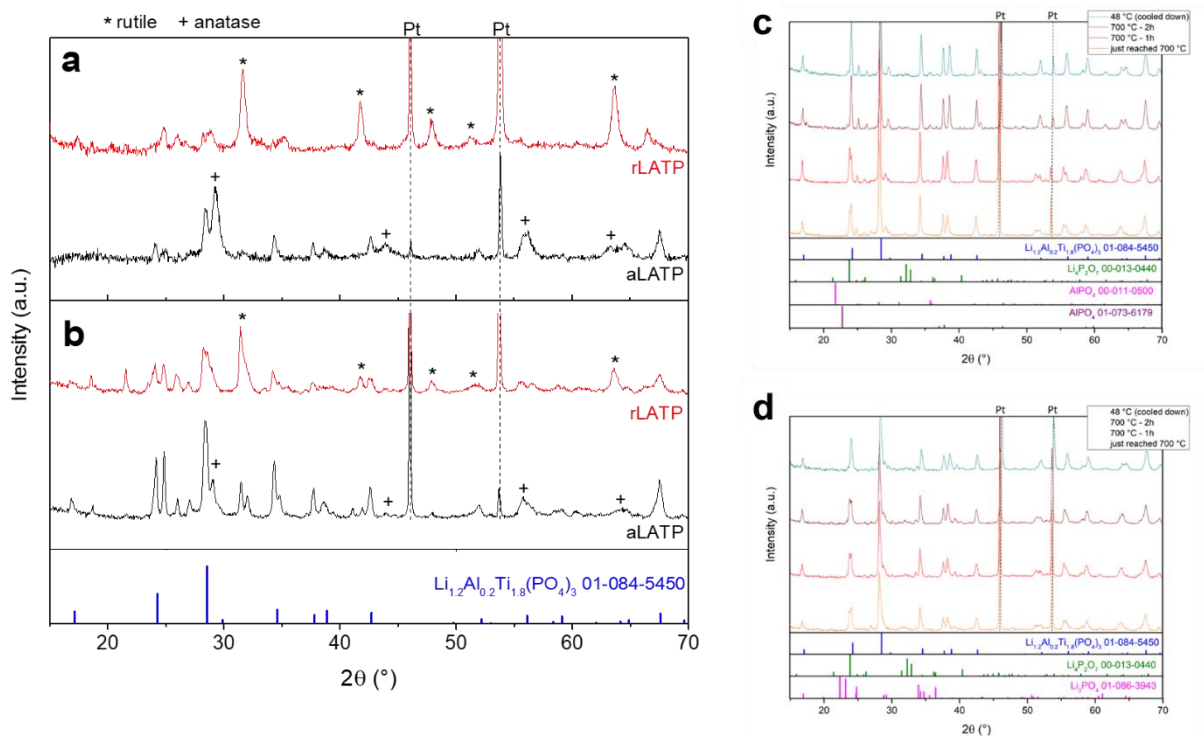 * rutile + anatase
Pt Pt
a
*
*
*
*
*
rLATP
+
+
+
+
aLATP
b
*
*
*
*
*
rLATP
+
+
+
+
aLATP
Li1.2Al0.2Ti1.8(PO4)3 01-084-5450
20 30 40 50 60 70
2θ (°)
Intensity (a.u.)
c
Pt Pt
48 °C (cooled down)
700 °C - 2h
700 °C - 1h
just reached 700 °C
Li1.2Al0.2Ti1.8(PO4)3 01-084-5450
Li4P2O7 00-013-0440
AlPO4 00-011-0500
AlPO4 01-073-6179
20 30 40 50 60 70
2θ (°)
Intensity (a.u.)
d
Pt Pt
48 °C (cooled down)
700 °C - 2h
700 °C - 1h
just reached 700 °C
Li1.2Al0.2Ti1.8(PO4)3 01-084-5450
Li4P2O7 00-013-0440
Li3PO4 01-086-3943
20 30 40 50 60 70
2θ (°)
Intensity (a.u.)